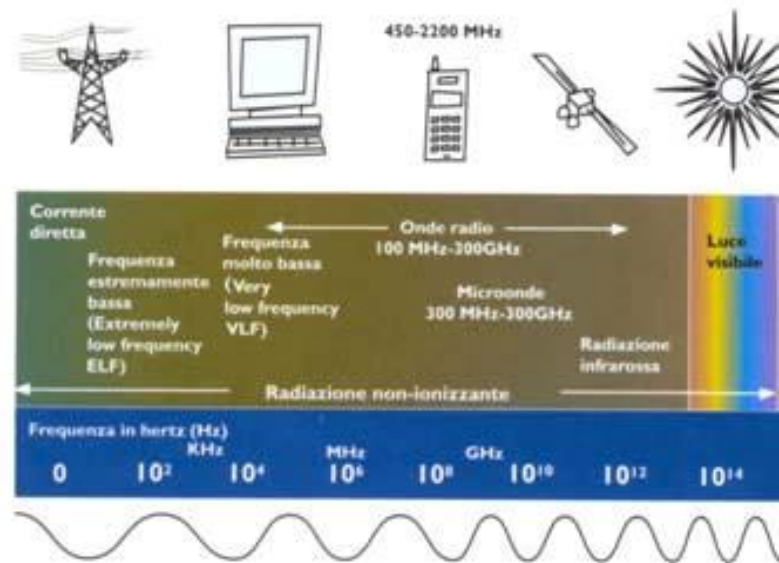 450-2200 MHz
Corrente
diretta
Frequenza
estremamente
bassa
(Extremely
low frequency
ELF)
Frequenza
molto bassa
(Very
low frequency
VLF)
Onde radio
100 MHz-300GHz
Microonde
300 MHz-300GHz
Radiazione
infrarossa
Luce
visibile
Radiazione non-ionizzante
Frequenza in hertz (Hz)
KHz MHz GHz
0 10² 10⁴ 10⁶ 10⁸ 10¹⁰ 10¹² 10¹⁴